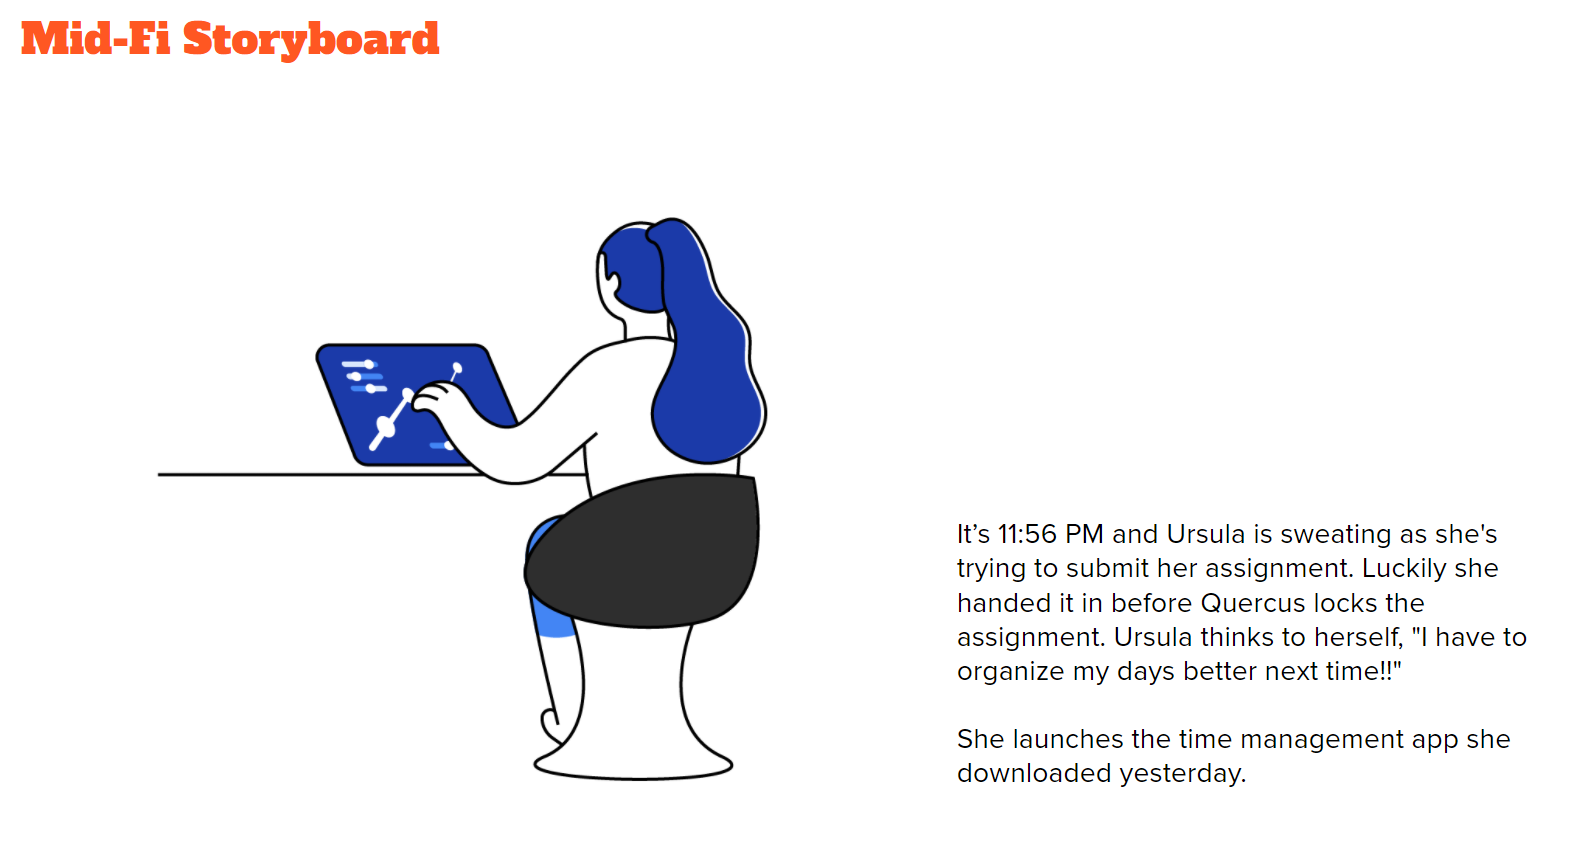 Mid-Fi Storyboard
It’s 11:56 PM and Ursula is sweating as she's
trying to submit her assignment. Luckily she
handed it in before Quercus locks the
assignment. Ursula thinks to herself, "I have to
organize my days better next time!!"
She launches the time management app she
downloaded yesterday.